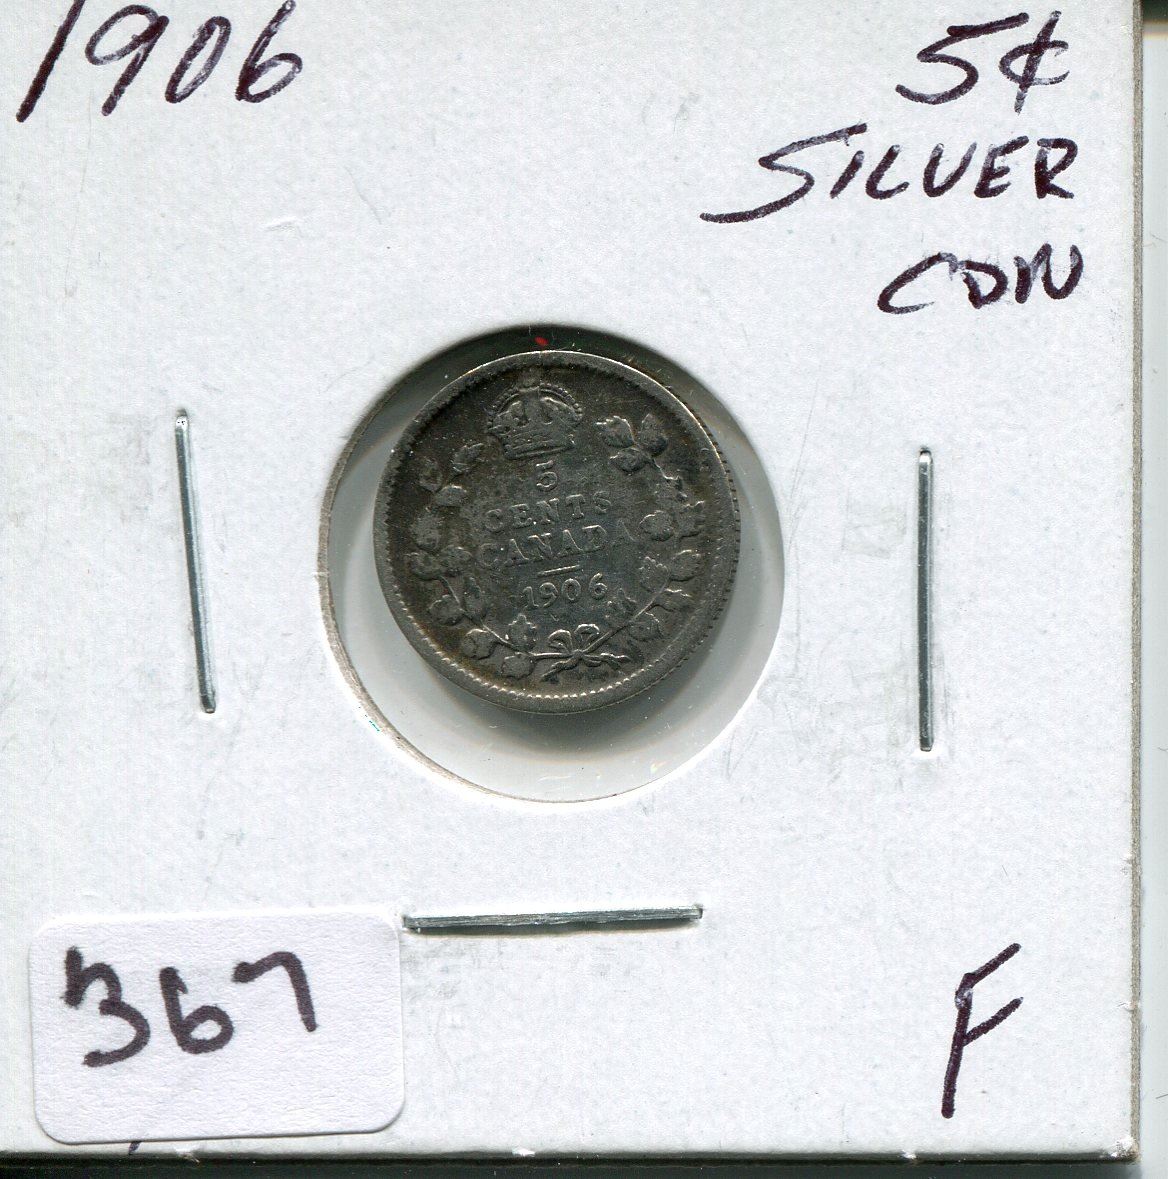 1906
5¢
SILVER
CDN
5
CENTS
CANADA
1906
367
F